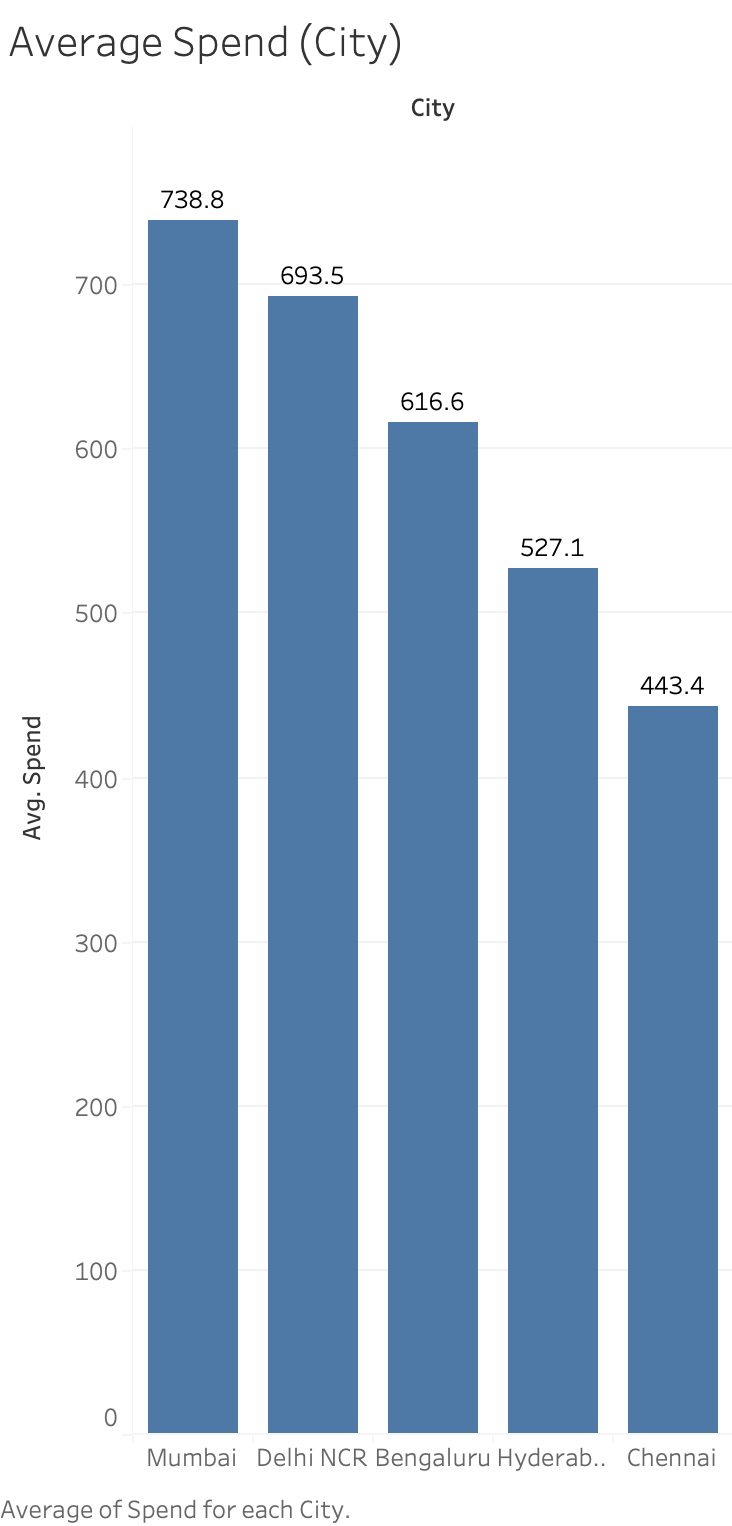 Average Spend (City)
City
738.8
693.5
616.6
527.1
443.4
700
600
500
400
300
200
100
0
Avg. Spend
Mumbai Delhi NCR Bengaluru Hyderab.. Chennai
Average of Spend for each City.